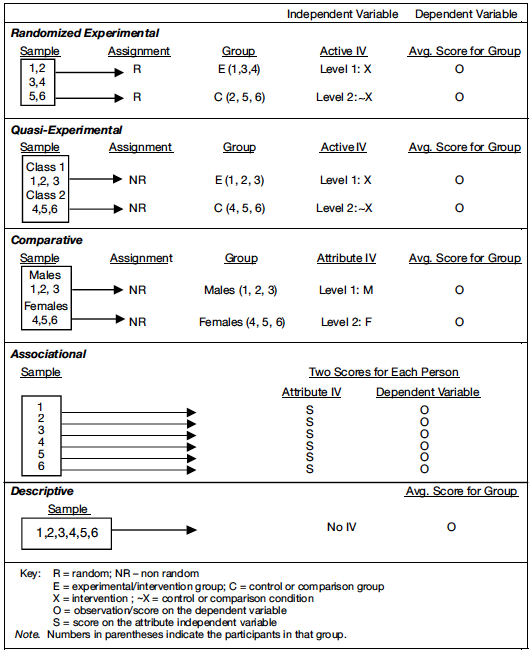 Independent Variable Dependent Variable
Randomized Experimental
Sample Assignment Group Active IV Avg. Score for Group
1,2 R E (1,3,4) Level 1: X O
3,4
5,6 R C (2, 5, 6) Level 2:~X O
Quasi-Experimental
Sample Assignment Group Active IV Avg. Score for Group
Class 1
1,2, 3 NR E (1, 2, 3) Level 1: X O
Class 2
4,5,6 NR C (4, 5, 6) Level 2:~X O
Comparative
Sample Assignment Group Attribute IV Avg. Score for Group
Males
1,2, 3 NR Males (1, 2, 3) Level 1: M O
Females
4,5,6 NR Females (4, 5, 6) Level 2: F O
Associational
Sample Two Scores for Each Person
Attribute IV Dependent Variable
1 S O
2 S O
3 S O
4 S O
5 S O
6 S O
Descriptive Avg. Score for Group
Sample
1,2,3,4,5,6 No IV O
Key: R = random; NR – non random
E = experimental/intervention group; C = control or comparison group
X = intervention ; ~X = control or comparison condition
O = observation/score on the dependent variable
S = score on the attribute independent variable
Note. Numbers in parentheses indicate the participants in that group.